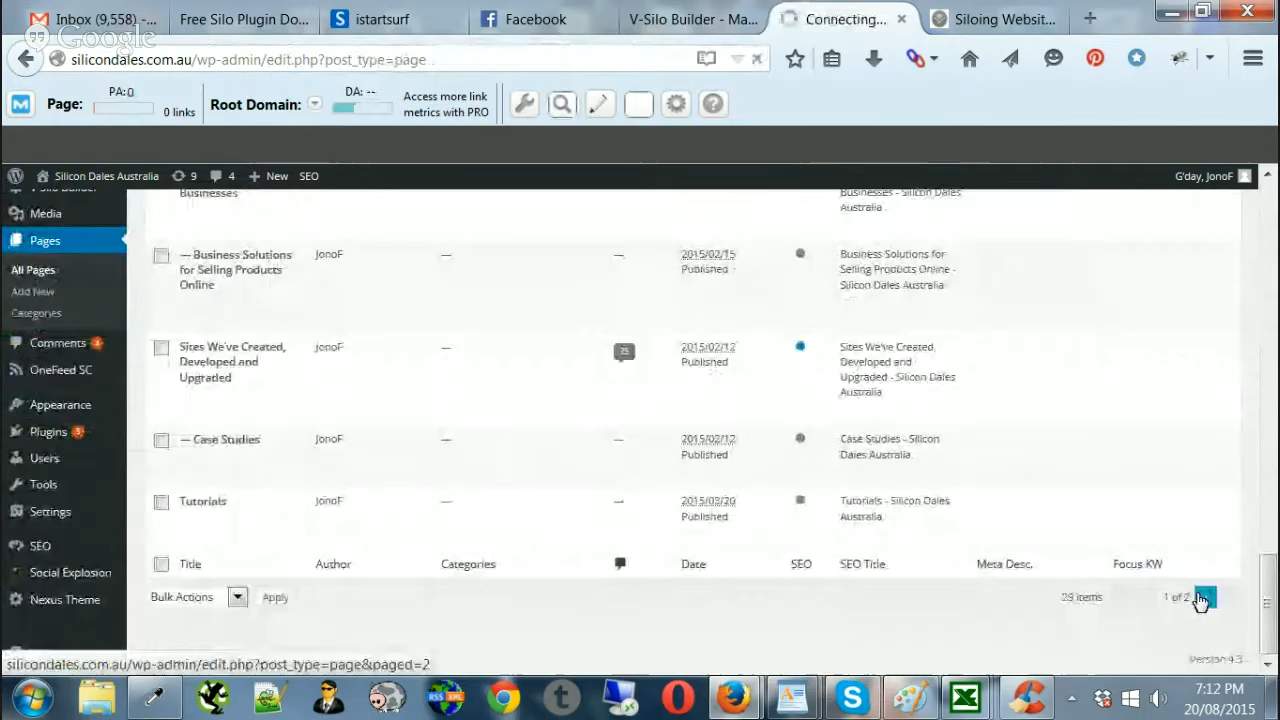 Inbox (9,558) - ...
Free Silo Plugin Do...
istartsurf
Facebook
V-Silo Builder - Ma...
Connecting...
Siloing Website...
Google
silicondales.com.au/wp-admin/edit.php?post_type=page
Page:
PA:0
0 links
Root Domain:
DA: --
Access more link
metrics with PRO
Silicon Dales Australia
9
4
New
SEO
G'day, JonoF
V-Silo Builder
Media
Pages
All Pages
Add New
Categories
Comments 3
OneFeed SC
Appearance
Plugins 3
Users
Tools
Settings
SEO
Social Explosion
Nexus Theme
Businesses
Businesses - Silicon Dales
Australia
— Business Solutions
for Selling Products
Online
JonoF
—
—
2015/02/15
Published
Business Solutions for
Selling Products Online -
Silicon Dales Australia
Sites We've Created,
Developed and
Upgraded
JonoF
—
25
2015/02/12
Published
Sites We've Created,
Developed and
Upgraded - Silicon Dales
Australia
— Case Studies
JonoF
—
—
2015/02/12
Published
Case Studies - Silicon
Dales Australia
Tutorials
JonoF
—
—
2015/03/20
Published
Tutorials - Silicon Dales
Australia
Title
Author
Categories
Date
SEO
SEO Title
Meta Desc.
Focus KW
Bulk Actions
Apply
29 items
1 of 2
silicondales.com.au/wp-admin/edit.php?post_type=page&paged=2
Version 4.3
RSS
XML
7:12 PM
20/08/2015